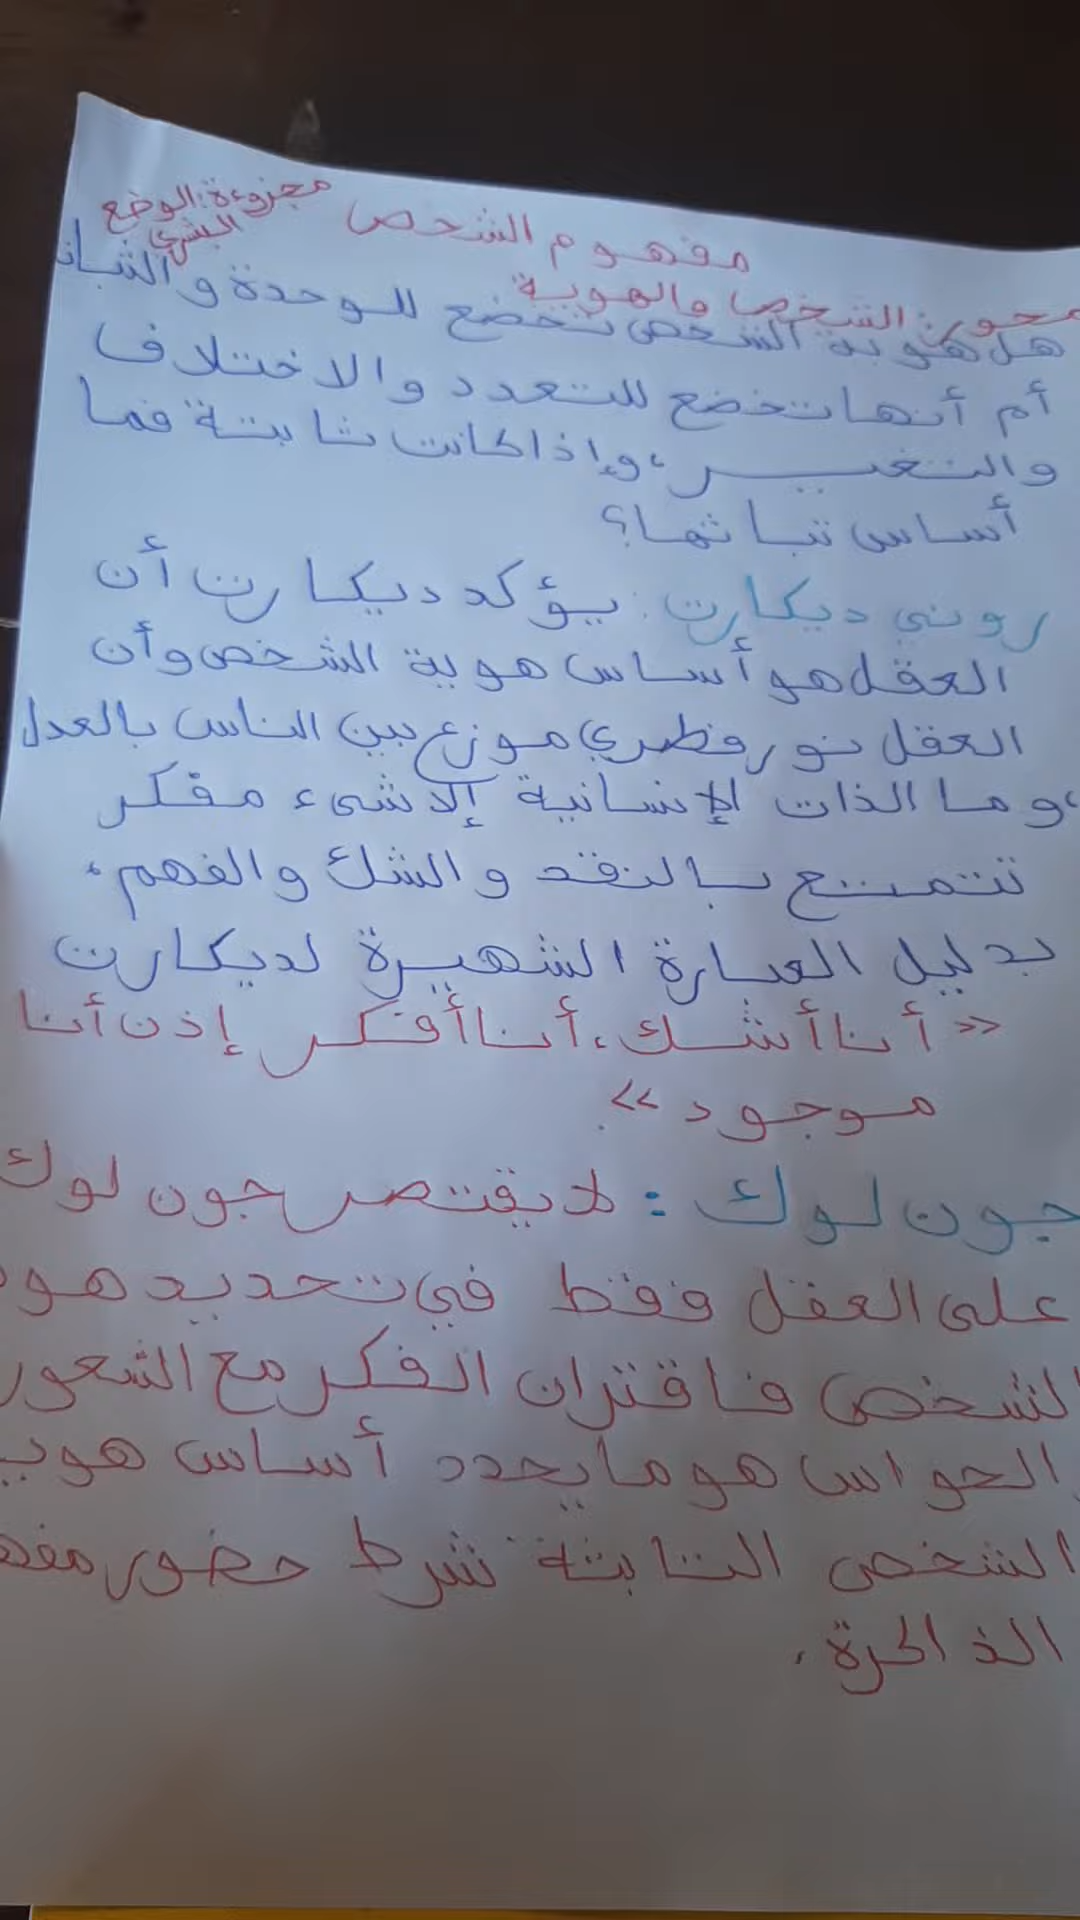 مجزوءة: الوضع
البشري
مفهوم الشخص
محور: الشخص والهوية
هل هوية الشخص تخضع للوحدة والثبات
أم أنها تخضع للتعدد والاختلاف
والتغير، وإذا كانت ثابتة فما
أساس ثباتها؟
روني ديكارت: يؤكد ديكارت أن
العقل هو أساس هوية الشخص وأن
العقل نور فطري موزع بين الناس بالعدل
، وما الذات الإنسانية إلا شيء مفكر
تتمتع بالنقد والشك والفهم،
بدليل العبارة الشهيرة لديكارت
«أنا أشك، أنا أفكر إذن أنا
موجود».
جون لوك: لا يقتصر جون لوك
على العقل فقط في تحديد هو
الشخص فاقتران الفكر مع الشعور
الحواس هو ما يحدد أساس هوي
الشخص الثابتة شرط حضور مفه
الذاكرة.